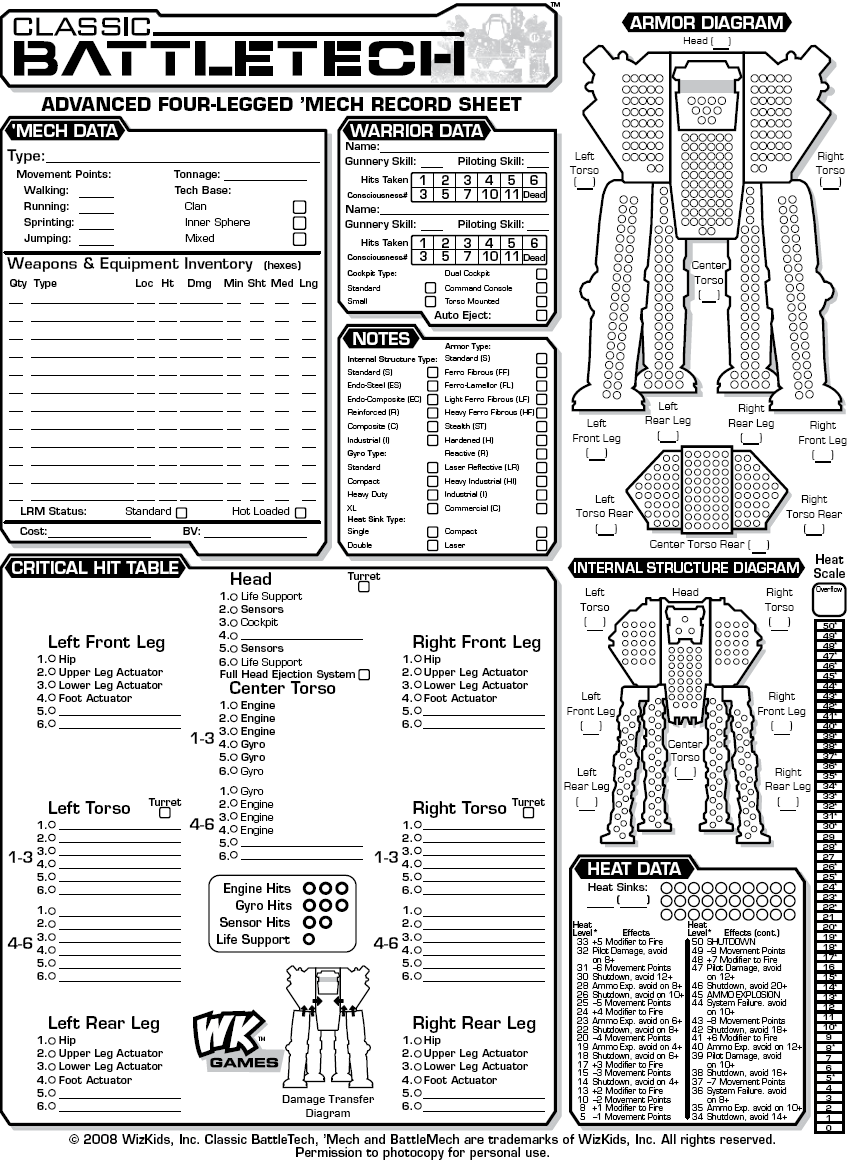 CLASSIC
BATTLETECH™
ADVANCED FOUR-LEGGED 'MECH RECORD SHEET
'MECH DATA
Type:
Movement Points:
Tonnage:
Walking:
Tech Base:
Running:
Clan
Sprinting:
Inner Sphere
Jumping:
Mixed
Weapons & Equipment Inventory (hexes)
Qty Type Loc Ht Dmg Min Sht Med Lng
LRM Status: Standard Hot Loaded
Cost: BV:
WARRIOR DATA
Name:
Gunnery Skill: Piloting Skill:
Hits Taken 1 2 3 4 5 6
Consciousness# 3 5 7 10 11 Dead
Name:
Gunnery Skill: Piloting Skill:
Hits Taken 1 2 3 4 5 6
Consciousness# 3 5 7 10 11 Dead
Cockpit Type: Dual Cockpit
Standard Command Console
Small Torso Mounted
Auto Eject:
NOTES
Armor Type:
Internal Structure Type: Standard (S)
Standard (S) Ferro Fibrous (FF)
Endo-Steel (ES) Ferro-Lamellor (FL)
Endo-Composite (EC) Light Ferro Fibrous (LF)
Reinforced (R) Heavy Ferro Fibrous (HF)
Composite (C) Stealth (ST)
Industrial (I) Hardened (H)
Gyro Type: Reactive (R)
Standard Laser Reflective (LR)
Compact Heavy Industrial (HI)
Heavy Duty Industrial (I)
XL Commercial (C)
Heat Sink Type:
Single Compact
Double Laser
ARMOR DIAGRAM
Head (__)
Left
Torso
(__)
Right
Torso
(__)
Center
Torso
(__)
Left
Front Leg
(__)
Left
Rear Leg
(__)
Right
Rear Leg
(__)
Right
Front Leg
(__)
Left
Torso Rear
(__)
Right
Torso Rear
(__)
Center Torso Rear (__)
CRITICAL HIT TABLE
Head
Turret
1. Life Support
2. Sensors
3. Cockpit
4.
5. Sensors
6. Life Support
Full Head Ejection System
Left Front Leg
1. Hip
2. Upper Leg Actuator
3. Lower Leg Actuator
4. Foot Actuator
5.
6.
Center Torso
1. Engine
2. Engine
3. Engine
1-3
4. Gyro
5. Gyro
6. Gyro
1. Gyro
2. Engine
3. Engine
4-6
4. Engine
5.
6.
Right Front Leg
1. Hip
2. Upper Leg Actuator
3. Lower Leg Actuator
4. Foot Actuator
5.
6.
Left Torso Turret
1.
2.
3.
1-3
4.
5.
6.
1.
2.
3.
4-6
4.
5.
6.
Right Torso Turret
1.
2.
3.
1-3
4.
5.
6.
1.
2.
3.
4-6
4.
5.
6.
Engine Hits
Gyro Hits
Sensor Hits
Life Support
Left Rear Leg
1. Hip
2. Upper Leg Actuator
3. Lower Leg Actuator
4. Foot Actuator
5.
6.
WK™
GAMES
Damage Transfer
Diagram
Right Rear Leg
1. Hip
2. Upper Leg Actuator
3. Lower Leg Actuator
4. Foot Actuator
5.
6.
INTERNAL STRUCTURE DIAGRAM
Left
Torso
(__)
Head
Right
Torso
(__)
Left
Front Leg
(__)
Right
Front Leg
(__)
Center
Torso
(__)
Left
Rear Leg
(__)
Right
Rear Leg
(__)
Heat
Scale
Overflow
50*
49*
48*
47*
46*
45*
44*
43*
42*
41*
40*
39*
38*
37*
36*
35*
34*
33*
32*
31*
30*
29
28*
27
26*
25*
24*
23*
22*
21
20*
19*
18*
17*
16
15*
14*
13*
12
11
10*
9
8*
7
6
5*
4
3
2
1
0
HEAT DATA
Heat Sinks:
___ (___)
Heat
Level* Effects
33 +5 Modifier to Fire
32 Pilot Damage, avoid
on 8+
31 -6 Movement Points
30 Shutdown, avoid 12+
28 Ammo Exp. avoid on 8+
26 Shutdown, avoid on 10+
25 -5 Movement Points
24 +4 Modifier to Fire
23 Ammo Exp. avoid on 6+
22 Shutdown, avoid on 8+
20 -4 Movement Points
19 Ammo Exp. avoid on 4+
18 Shutdown, avoid on 6+
17 +3 Modifier to Fire
15 -3 Movement Points
14 Shutdown, avoid on 4+
13 +2 Modifier to Fire
10 -2 Movement Points
8 +1 Modifier to Fire
5 -1 Movement Points
Heat
Level* Effects (cont.)
50 SHUTDOWN
49 -9 Movement Points
48 +7 Modifier to Fire
47 Pilot Damage, avoid
on 12+
46 Shutdown, avoid 20+
45 AMMO EXPLOSION
44 System Failure. avoid
on 10+
43 -8 Movement Points
42 Shutdown, avoid 18+
41 +6 Modifier to Fire
40 Ammo Exp. avoid on 12+
39 Pilot Damage, avoid
on 10+
38 Shutdown, avoid 16+
37 -7 Movement Points
36 System Failure. avoid
on 8+
35 Ammo Exp. avoid on 10+
34 Shutdown, avoid 14+
© 2008 WizKids, Inc. Classic BattleTech, 'Mech and BattleMech are trademarks of WizKids, Inc. All rights reserved.
Permission to photocopy for personal use.